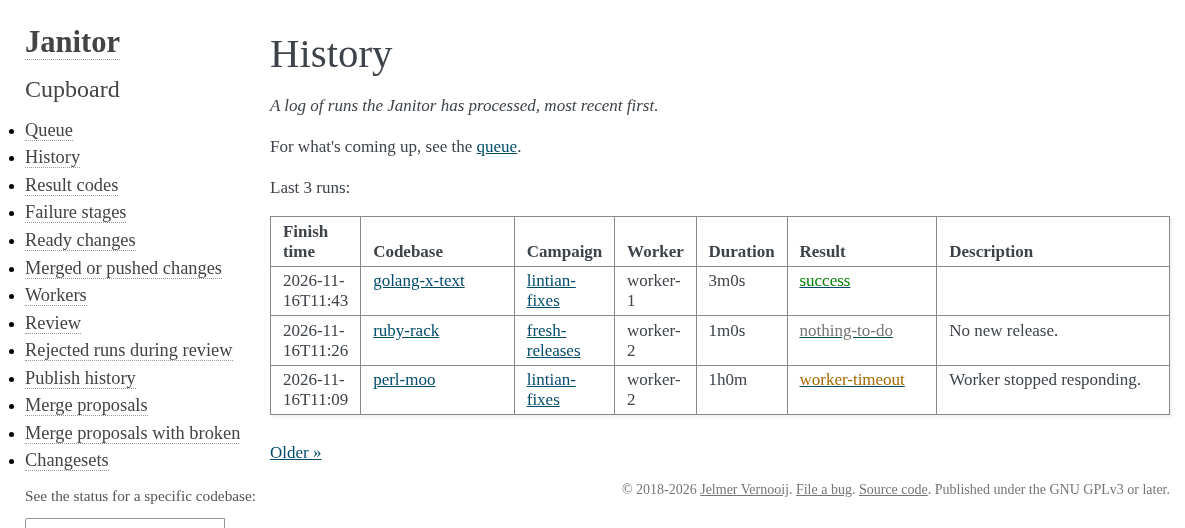 Janitor
Cupboard
Queue
History
Result codes
Failure stages
Ready changes
Merged or pushed changes
Workers
Review
Rejected runs during review
Publish history
Merge proposals
Merge proposals with broken
Changesets
See the status for a specific codebase:
History
A log of runs the Janitor has processed, most recent first.
For what's coming up, see the queue.
Last 3 runs:
Finish time Codebase Campaign Worker Duration Result Description
2026-11-16T11:43 golang-x-text lintian-fixes worker-1 3m0s success
2026-11-16T11:26 ruby-rack fresh-releases worker-2 1m0s nothing-to-do No new release.
2026-11-16T11:09 perl-moo lintian-fixes worker-2 1h0m worker-timeout Worker stopped responding.
Older »
© 2018-2026 Jelmer Vernooij. File a bug. Source code. Published under the GNU GPLv3 or later.